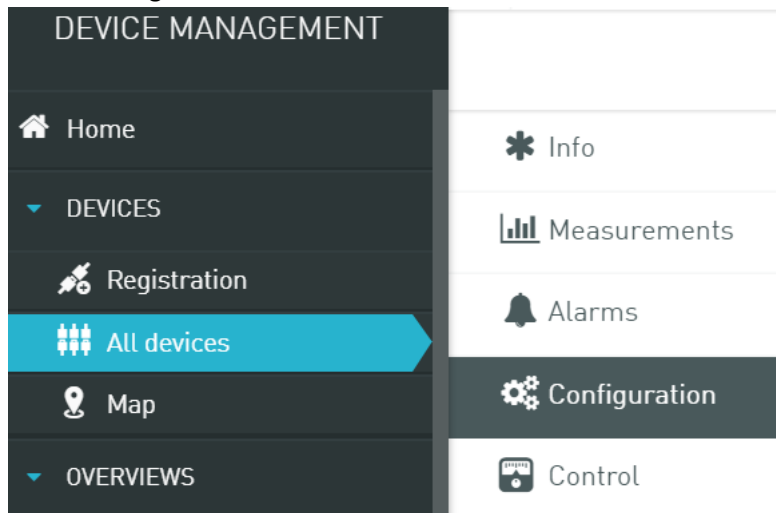 DEVICE MANAGEMENT
Home
DEVICES
Registration
All devices
Map
OVERVIEWS
Info
Measurements
Alarms
Configuration
Control